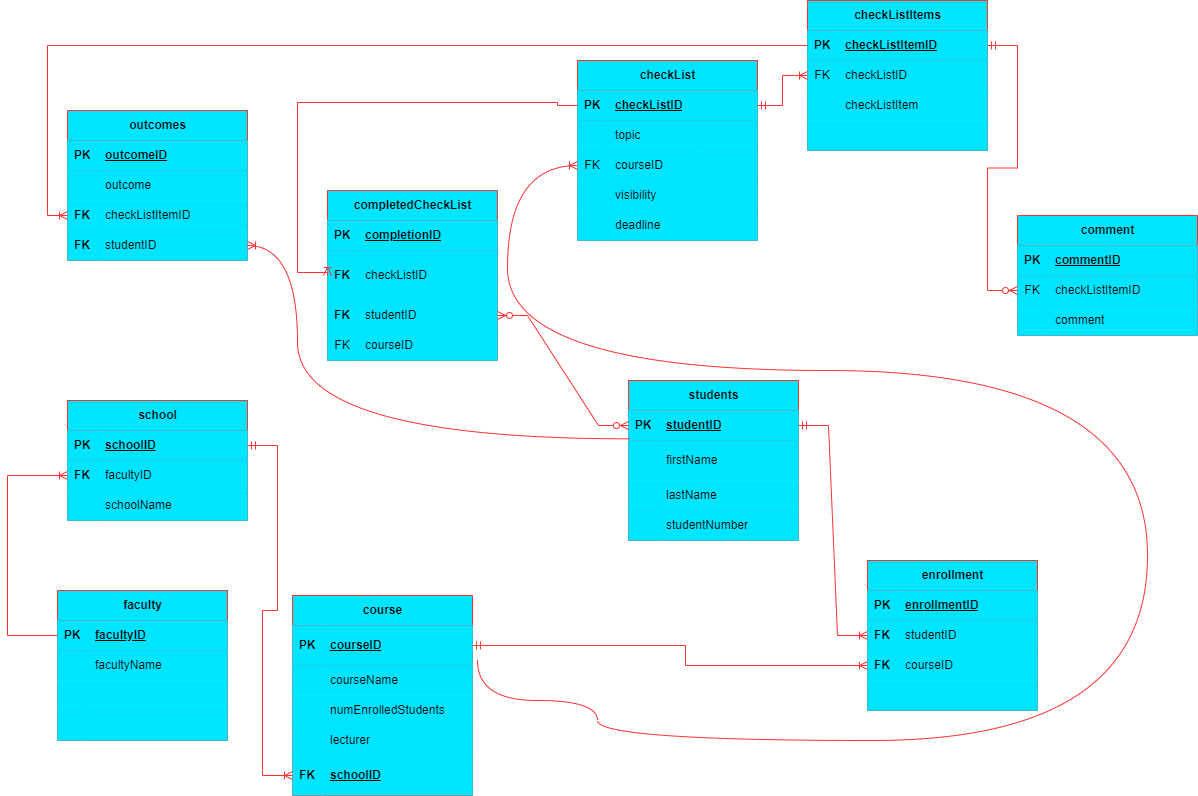 checkListItems
PK checkListItemID
FK checkListID
checkListItem
checkList
PK checkListID
topic
FK courseID
visibility
deadline
outcomes
PK outcomeID
outcome
FK checkListItemID
FK studentID
completedCheckList
PK completionID
FK checkListID
FK studentID
FK courseID
comment
PK commentID
FK checkListItemID
comment
students
PK studentID
firstName
lastName
studentNumber
school
PK schoolID
FK facultyID
schoolName
enrollment
PK enrollmentID
FK studentID
FK courseID
faculty
PK facultyID
facultyName
course
PK courseID
courseName
numEnrolledStudents
lecturer
FK schoolID